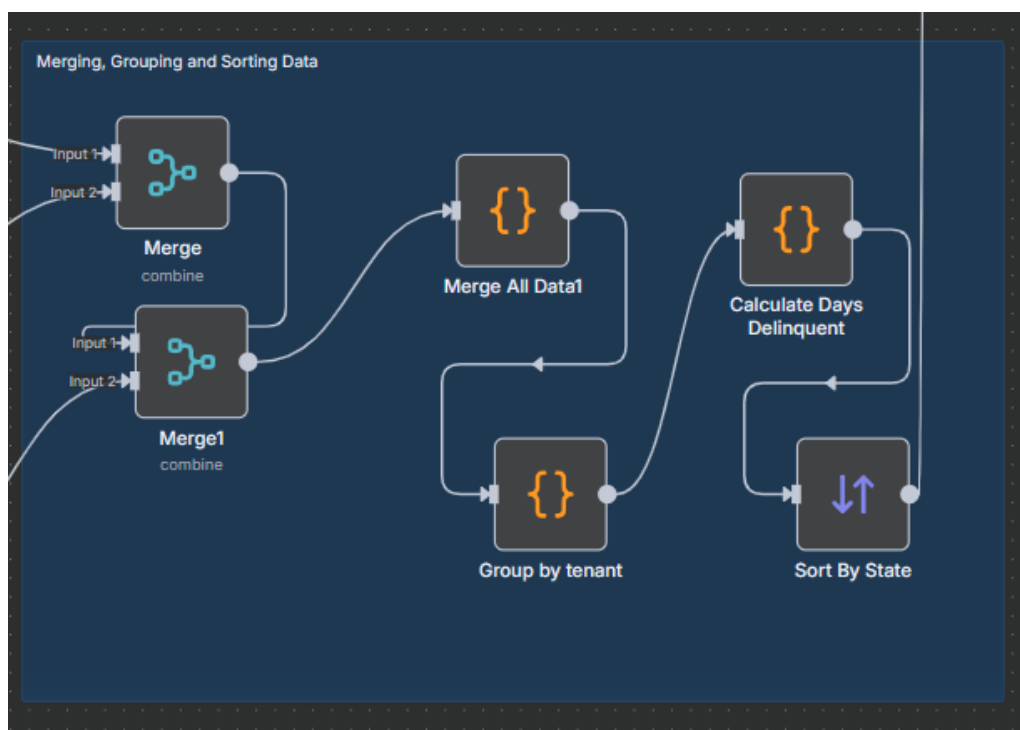 Merging, Grouping and Sorting Data
Input 1
Input 2
Merge
combine
Input 1
Input 2
Merge1
combine
Merge All Data1
Group by tenant
Calculate Days
Delinquent
Sort By State